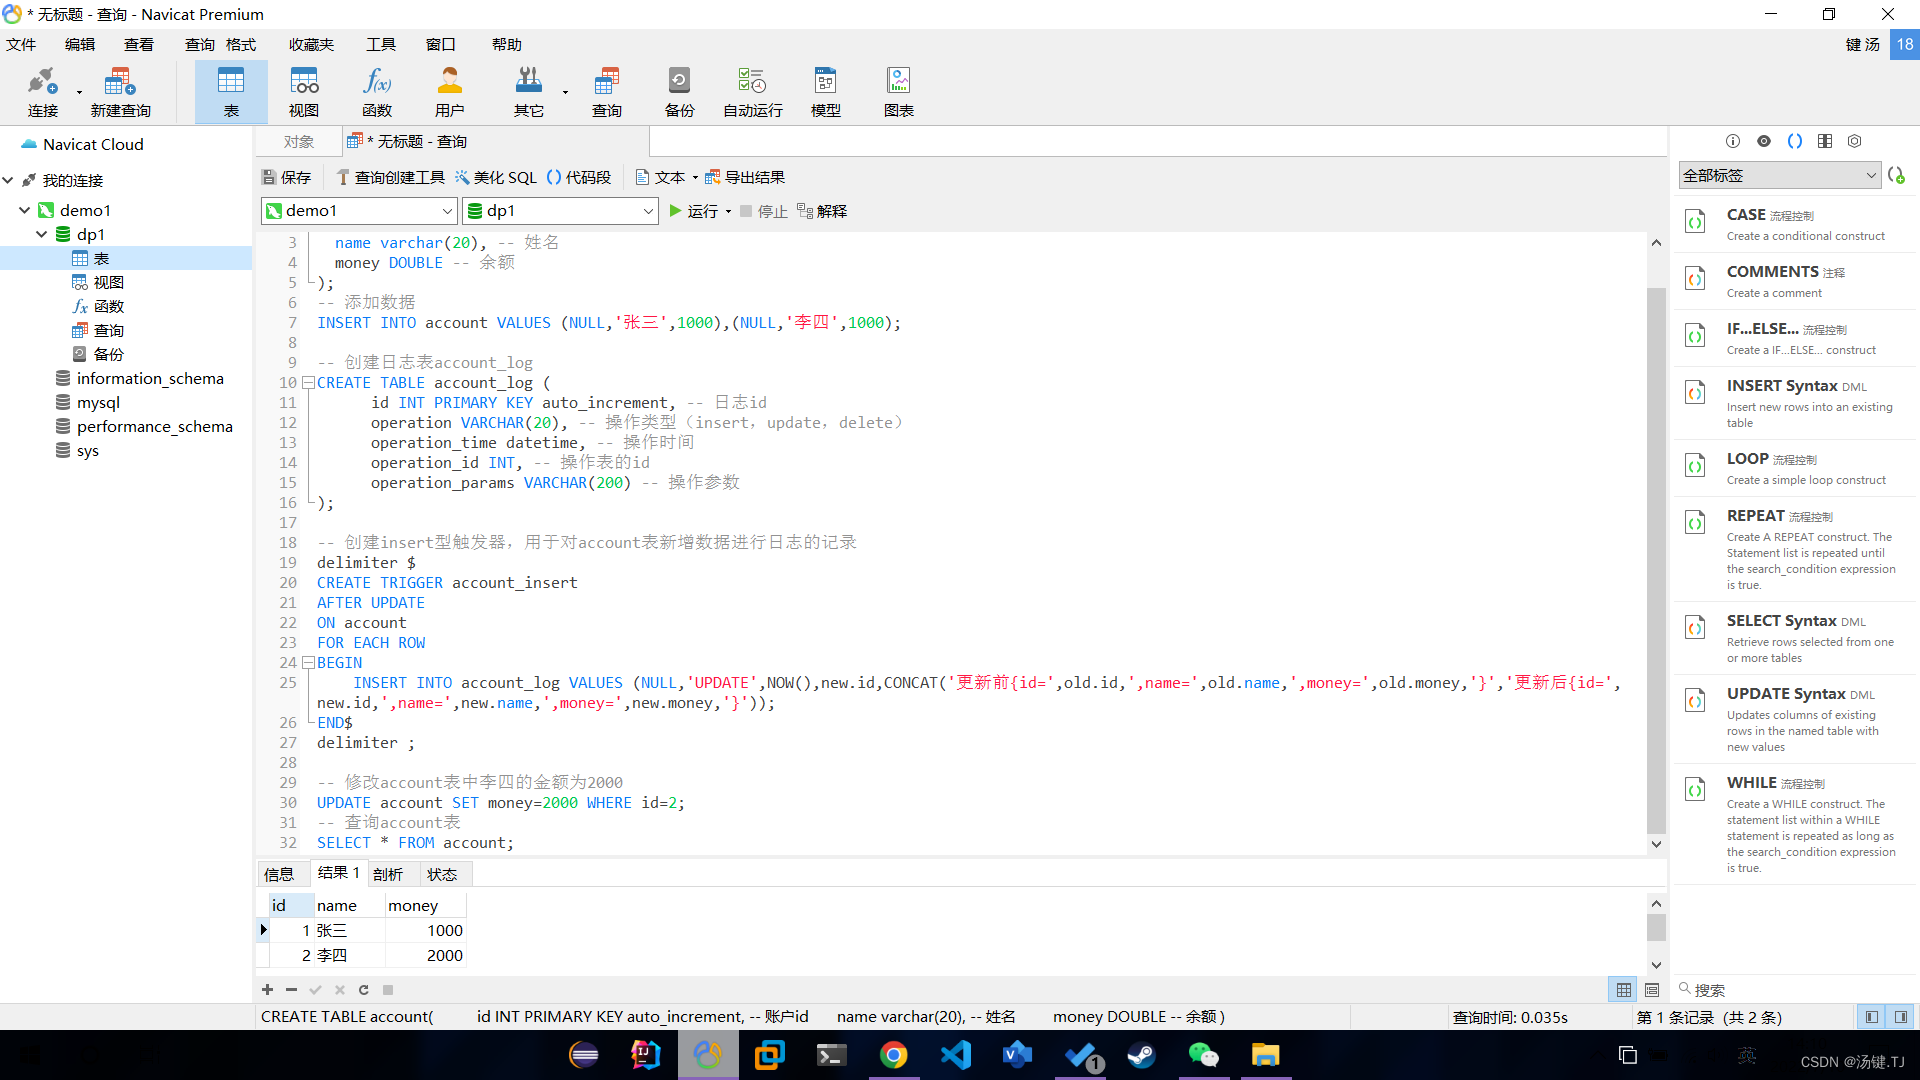 * 无标题 - 查询 - Navicat Premium
文件 编辑 查看 查询 格式 收藏夹 工具 窗口 帮助 键 汤 18
连接 新建查询 表 视图 函数 用户 其它 查询 备份 自动运行 模型 图表
Navicat Cloud
我的连接
demo1
dp1
表
视图
函数
查询
备份
information_schema
mysql
performance_schema
sys
对象 * 无标题 - 查询
保存 查询创建工具 美化 SQL 代码段 文本 导出结果
demo1 dp1 运行 停止 解释
3 name varchar(20), -- 姓名
4 money DOUBLE -- 余额
5 );
6 -- 添加数据
7 INSERT INTO account VALUES (NULL,'张三',1000),(NULL,'李四',1000);
8
9 -- 创建日志表account_log
10 CREATE TABLE account_log (
11 id INT PRIMARY KEY auto_increment, -- 日志id
12 operation VARCHAR(20), -- 操作类型（insert，update，delete）
13 operation_time datetime, -- 操作时间
14 operation_id INT, -- 操作表的id
15 operation_params VARCHAR(200) -- 操作参数
16 );
17
18 -- 创建insert型触发器，用于对account表新增数据进行日志的记录
19 delimiter $
20 CREATE TRIGGER account_insert
21 AFTER UPDATE
22 ON account
23 FOR EACH ROW
24 BEGIN
25 INSERT INTO account_log VALUES (NULL,'UPDATE',NOW(),new.id,CONCAT('更新前{id=',old.id,',name=',old.name,',money=',old.money,'}','更新后{id=',
new.id,',name=',new.name,',money=',new.money,'}'));
26 END$
27 delimiter ;
28
29 -- 修改account表中李四的金额为2000
30 UPDATE account SET money=2000 WHERE id=2;
31 -- 查询account表
32 SELECT * FROM account;
信息 结果 1 剖析 状态
id name money
1 张三 1000
2 李四 2000
CREATE TABLE account( id INT PRIMARY KEY auto_increment, -- 账户id name varchar(20), -- 姓名 money DOUBLE -- 余额 )
查询时间: 0.035s
第 1 条记录 (共 2 条)
全部标签
CASE 流程控制
Create a conditional construct
COMMENTS 注释
Create a comment
IF...ELSE... 流程控制
Create a IF...ELSE... construct
INSERT Syntax DML
Insert new rows into an existing
table
LOOP 流程控制
Create a simple loop construct
REPEAT 流程控制
Create A REPEAT construct. The
Statement list is repeated until
the search_condition expression
is true.
SELECT Syntax DML
Retrieve rows selected from one
or more tables
UPDATE Syntax DML
Updates columns of existing
rows in the named table with
new values
WHILE 流程控制
Create a WHILE construct. The
statement list within a WHILE
statement is repeated as long as
the search_condition expression
is true.
搜索
1
英
CSDN @汤键.TJ